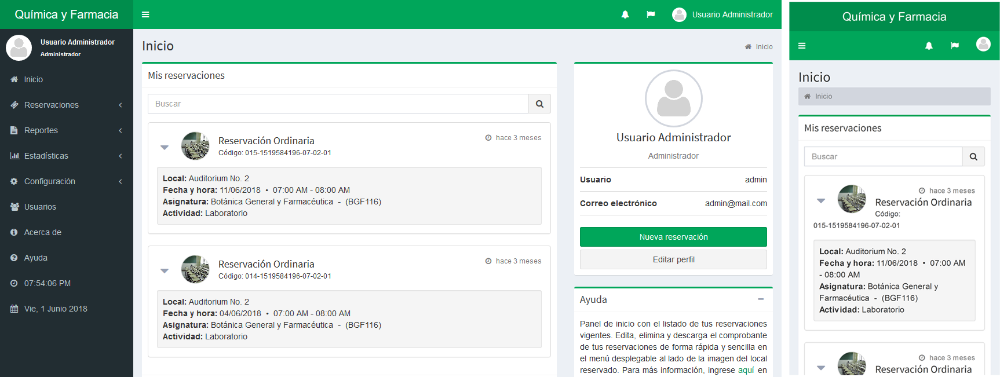 Química y Farmacia
Usuario Administrador
Usuario Administrador
Administrador
Inicio
Reservaciones
Reportes
Estadísticas
Configuración
Usuarios
Acerca de
Ayuda
07:54:06 PM
Vie, 1 Junio 2018
Inicio
Inicio
Mis reservaciones
Buscar
Reservación Ordinaria
hace 3 meses
Código: 015-1519584196-07-02-01
Local: Auditorium No. 2
Fecha y hora: 11/06/2018 • 07:00 AM - 08:00 AM
Asignatura: Botánica General y Farmacéutica - (BGF116)
Actividad: Laboratorio
Reservación Ordinaria
hace 3 meses
Código: 014-1519584196-07-02-01
Local: Auditorium No. 2
Fecha y hora: 04/06/2018 • 07:00 AM - 08:00 AM
Asignatura: Botánica General y Farmacéutica - (BGF116)
Actividad: Laboratorio
Usuario Administrador
Administrador
Usuario admin
Correo electrónico admin@mail.com
Nueva reservación
Editar perfil
Ayuda
Panel de inicio con el listado de tus reservaciones
vigentes. Edita, elimina y descarga el comprobante
de tus reservaciones de forma rápida y sencilla en
el menú desplegable al lado de la imagen del local
reservado. Para más información, ingrese aquí en
Química y Farmacia
Inicio
Inicio
Mis reservaciones
Buscar
hace 3 meses
Reservación Ordinaria
Código:
015-1519584196-07-02-01
Local: Auditorium No. 2
Fecha y hora: 11/06/2018 • 07:00 AM
- 08:00 AM
Asignatura: Botánica General y
Farmacéutica - (BGF116)
Actividad: Laboratorio
hace 3 meses
Reservación Ordinaria